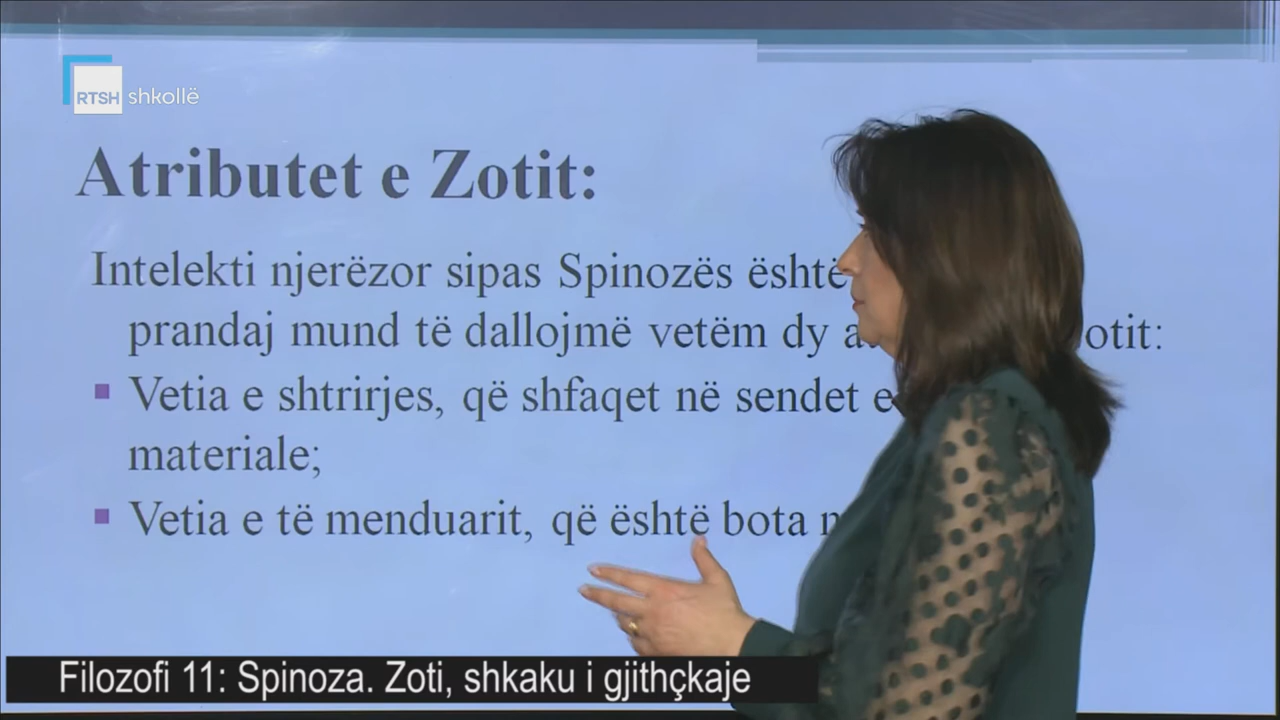 RTSH shkollë
Atributet e Zotit:
Intelekti njerëzor sipas Spinozës është
prandaj mund të dallojmë vetëm dy
Vetia e shtrirjes, që shfaqet në sendet
materiale;
Vetia e të menduarit, që është bota
Filozofi 11: Spinoza. Zoti, shkaku i gjithçkaje